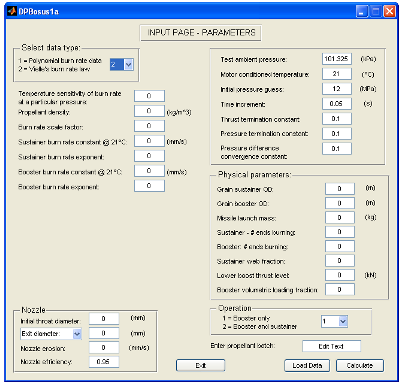 DPBosus1a
INPUT PAGE - PARAMETERS
Select data type:
1 = Polynomial burn rate data
2 = Vielle's burn rate law
2
Temperature sensitivity of burn rate
at a particular pressure:
0
Propellant density:
0
(kg/m^3)
Burn rate scale factor:
0
Sustainer burn rate constant @ 21°C:
0
(mm/s)
Sustainer burn rate exponent:
0
Booster burn rate constant @ 21°C:
0
(mm/s)
Booster burn rate exponent:
0
Test ambient pressure:
101.325
(kPa)
Motor conditioned temperature:
21
(°C)
Initial pressure guess:
12
(MPa)
Time increment:
0.05
(s)
Thrust termination constant:
0.1
Pressure termination constant:
0.1
Pressure difference
convergence constant:
0.1
Physical parameters:
Grain sustainer OD:
0
(m)
Grain booster OD:
0
(m)
Missile launch mass:
0
(kg)
Sustainer - # ends burning:
0
Booster: # ends burning:
0
Sustainer web fraction:
0
Lower boost thrust level:
0
(kN)
Booster volumetric loading fraction:
0
Nozzle
Initial throat diameter:
0
(mm)
Exit diameter:
0
(mm)
Nozzle erosion:
0
(mm/s)
Nozzle efficiency:
0.95
Operation
1 = Booster only
2 = Booster and sustainer
1
Enter propellant batch:
Edit Text
Exit
Load Data
Calculate